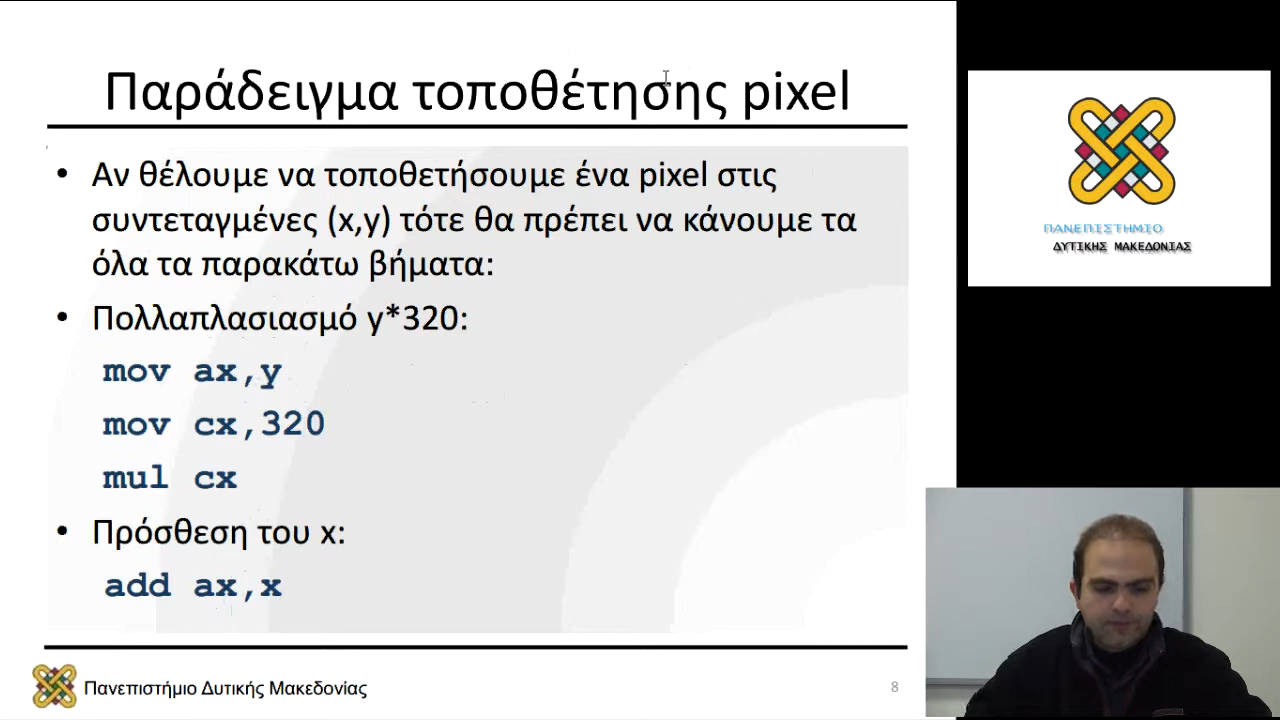 Παράδειγμα τοποθέτησης pixel
• Αν θέλουμε να τοποθετήσουμε ένα pixel στις
συντεταγμένες (x,y) τότε θα πρέπει να κάνουμε τα
όλα τα παρακάτω βήματα:
• Πολλαπλασιασμό y*320:
mov ax,y
mov cx,320
mul cx
• Πρόσθεση του x:
add ax,x
Πανεπιστήμιο Δυτικής Μακεδονίας
8
ΠΑΝΕΠΙΣΤΗΜΙΟ
ΔΥΤΙΚΗΣ ΜΑΚΕΔΟΝΙΑΣ